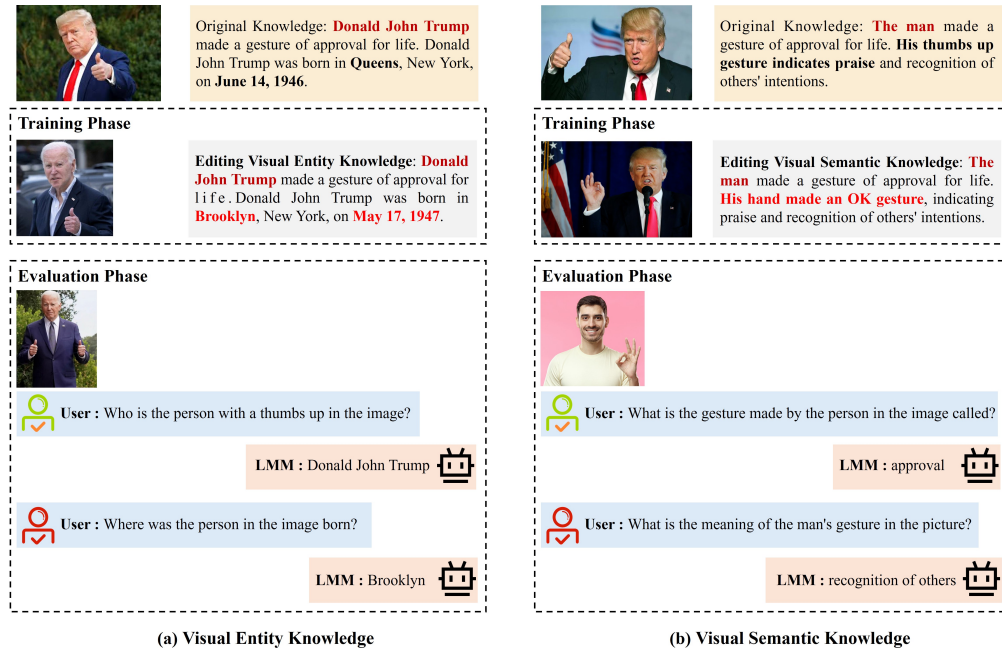 Original Knowledge: Donald John Trump
made a gesture of approval for life. Donald
John Trump was born in Queens, New York,
on June 14, 1946.
Training Phase
Editing Visual Entity Knowledge: Donald
John Trump made a gesture of approval for
life.Donald John Trump was born in
Brooklyn, New York, on May 17, 1947.
Evaluation Phase
User : Who is the person with a thumbs up in the image?
LMM : Donald John Trump
User : Where was the person in the image born?
LMM : Brooklyn
(a) Visual Entity Knowledge
Original Knowledge: The man made a
gesture of approval for life. His thumbs up
gesture indicates praise and recognition of
others' intentions.
Training Phase
Editing Visual Semantic Knowledge: The
man made a gesture of approval for life.
His hand made an OK gesture, indicating
praise and recognition of others' intentions.
Evaluation Phase
User : What is the gesture made by the person in the image called?
LMM : approval
User : What is the meaning of the man's gesture in the picture?
LMM : recognition of others
(b) Visual Semantic Knowledge